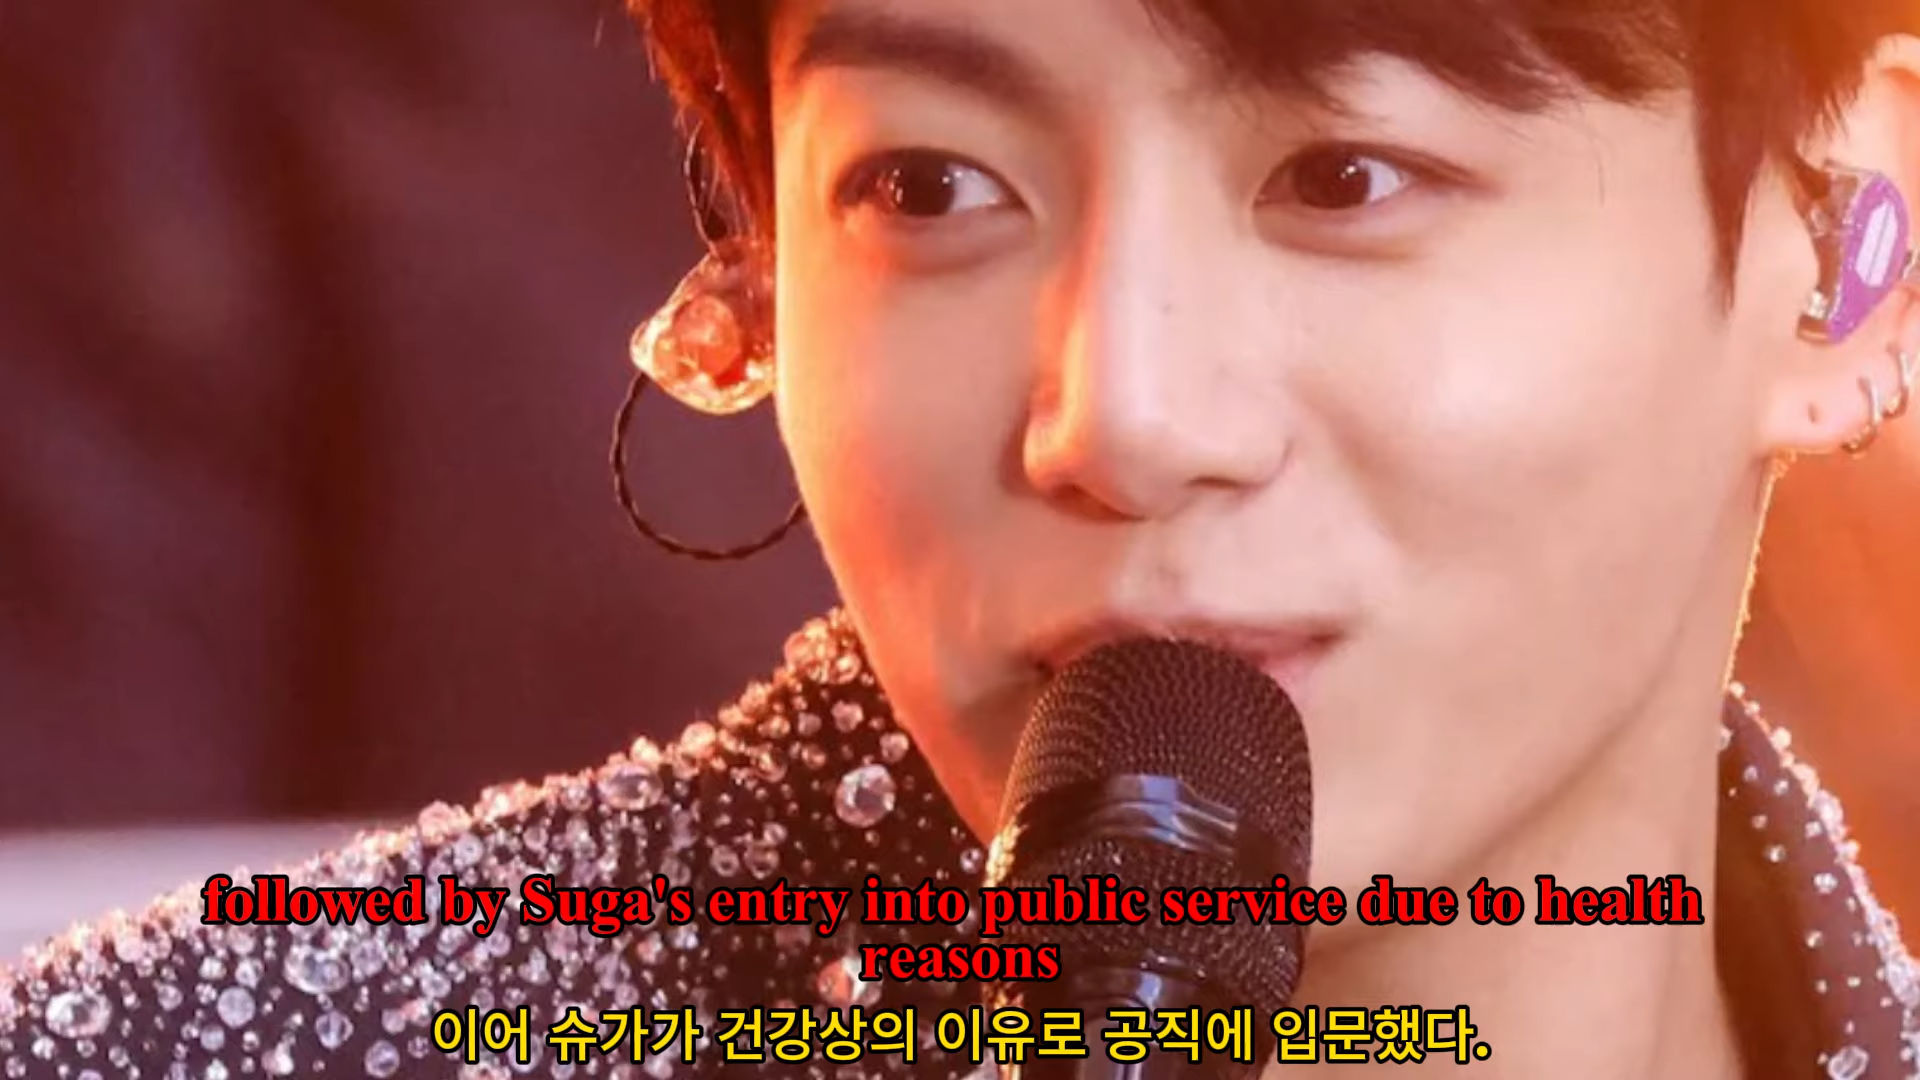 followed by Suga's entry into public service due to health
reasons
이어 슈가가 건강상의 이유로 공직에 입문했다.